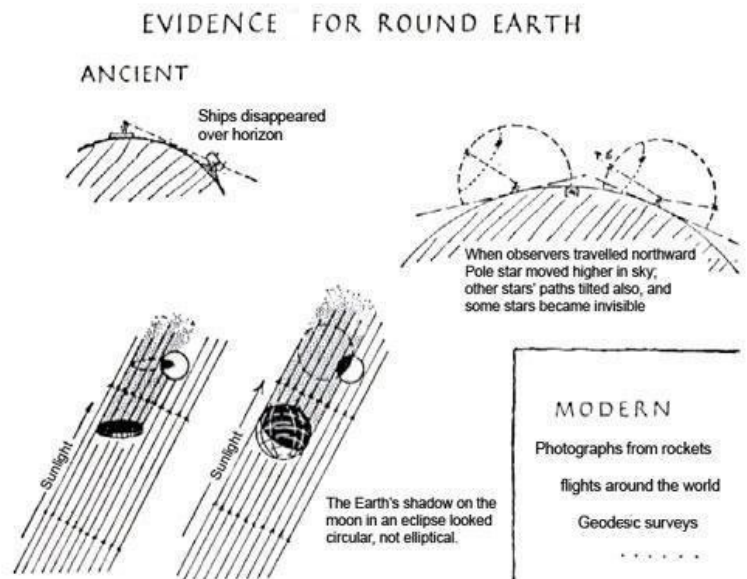 EVIDENCE FOR ROUND EARTH
ANCIENT
Ships disappeared
over horizon
When observers travelled northward
Pole star moved higher in sky;
other stars' paths tilted also, and
some stars became invisible
Sunlight
Sunlight
The Earth's shadow on the
moon in an eclipse looked
circular, not elliptical.
MODERN
Photographs from rockets
flights around the world
Geodesic surveys
. . . . . .